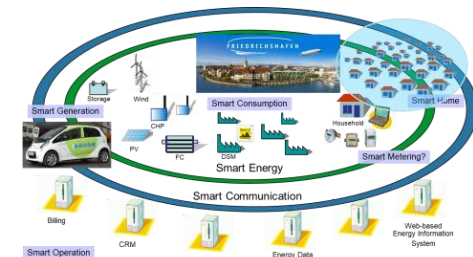 FRIEDRICHSHAFEN
Storage
Wind
Smart Generation
Smart Consumption
Smart Home
CHP
Household
PV
FC
DSM
Smart Metering?
Smart Energy
Smart Communication
Billing
CRM
Energy Data
Web-based
Energy Information
System
Smart Operation